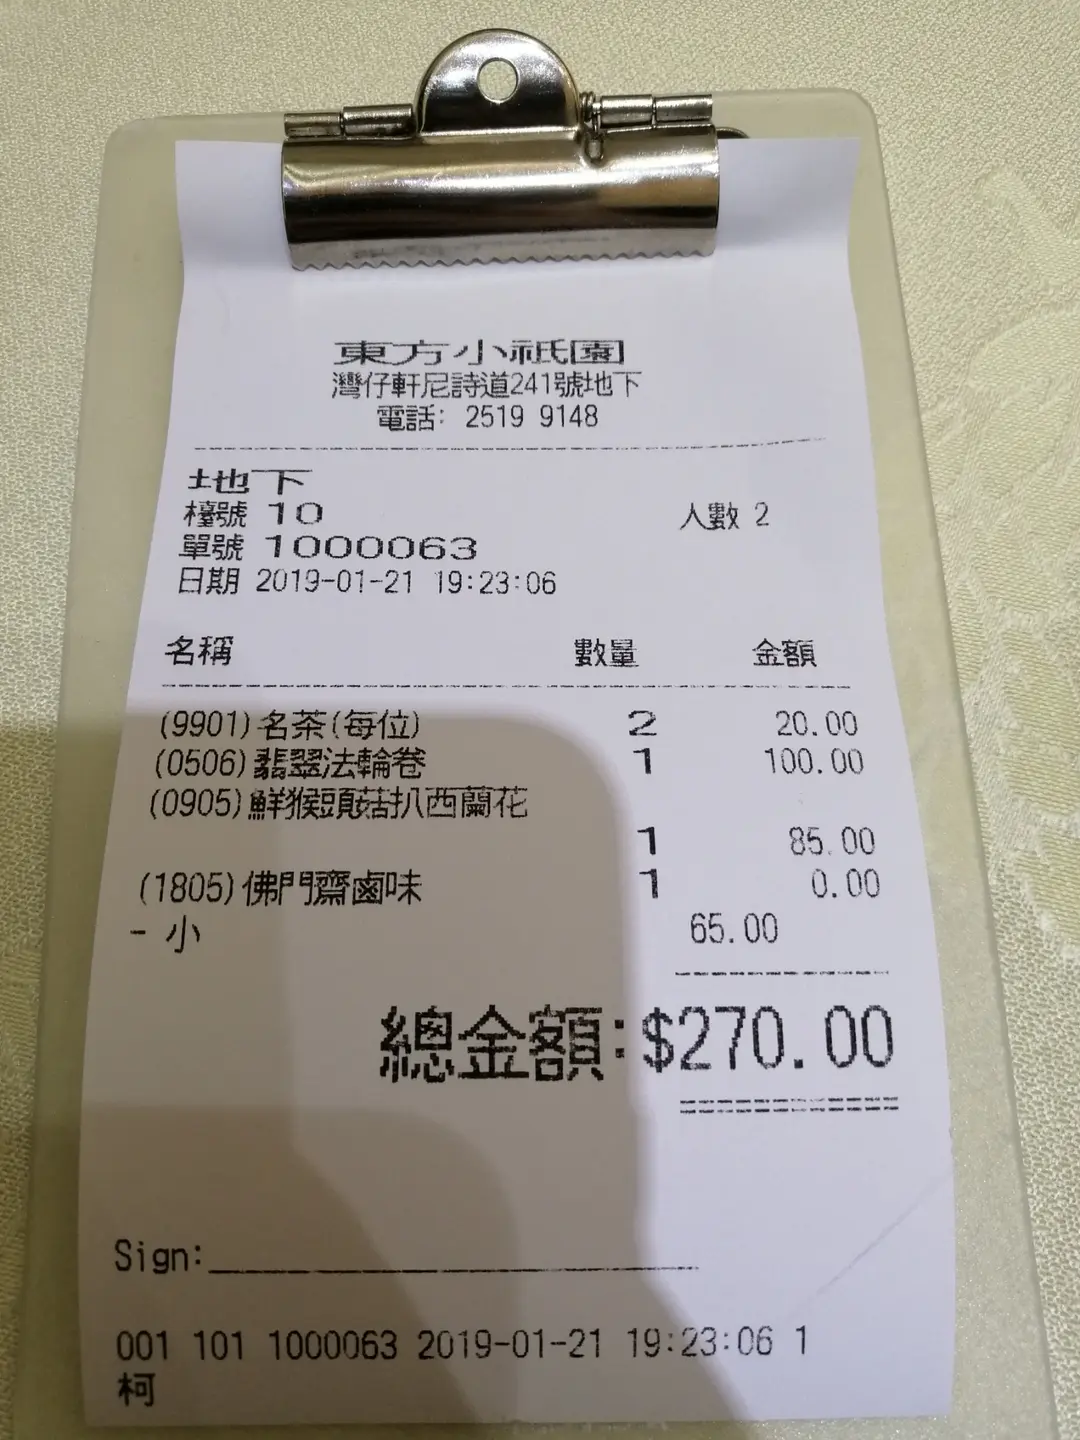 東方小祇園
灣仔軒尼詩道241號地下
電話: 2519 9148
地下
檯號 10 人數 2
單號 1000063
日期 2019-01-21 19:23:06
名稱 數量 金額
(9901)名茶(每位) 2 20.00
(0506)翡翠法輪卷 1 100.00
(0905)鮮猴頭菇扒西蘭花
1 85.00
(1805)佛門齋鹵味 1 0.00
- 小 65.00
總金額:$270.00
Sign:
001 101 1000063 2019-01-21 19:23:06 1
柯